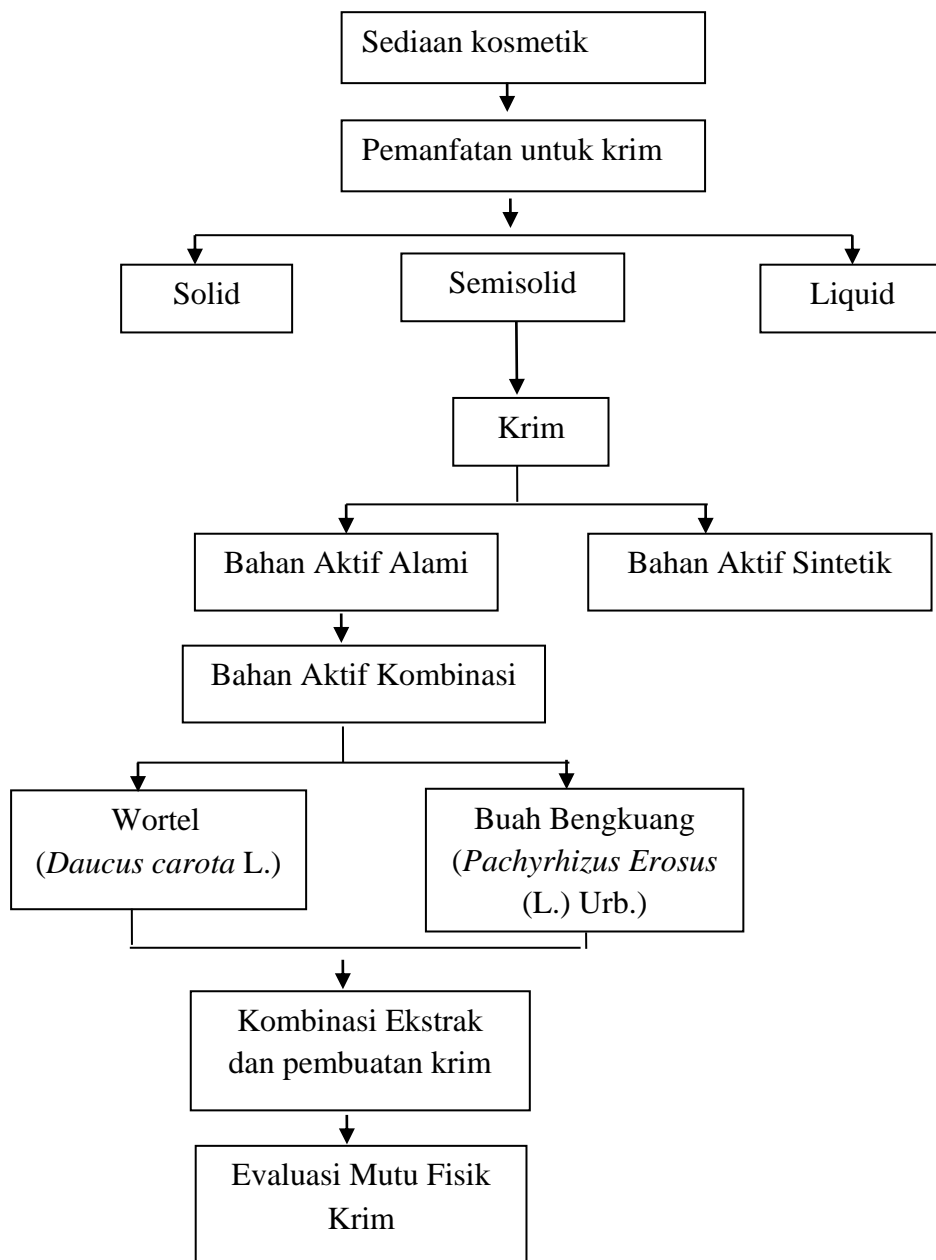 Sediaan kosmetik
Pemanfatan untuk krim
Solid
Semisolid
Liquid
Krim
Bahan Aktif Alami
Bahan Aktif Sintetik
Bahan Aktif Kombinasi
Wortel
(Daucus carota L.)
Buah Bengkuang
(Pachyrhizus Erosus
(L.) Urb.)
Kombinasi Ekstrak
dan pembuatan krim
Evaluasi Mutu Fisik
Krim